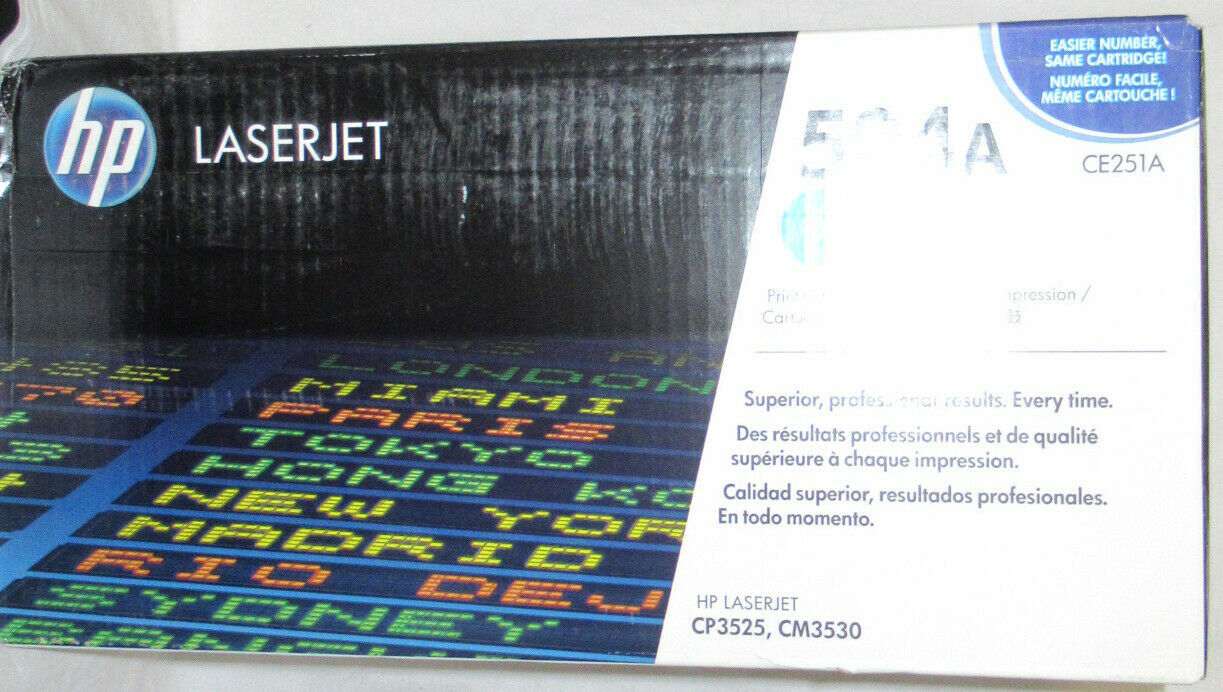 hp
LASERJET
EASIER NUMBER,
SAME CARTRIDGE!
NUMÉRO FACILE,
MÊME CARTOUCHE!
CE251A
Superior, professional results. Every time.
Des résultats professionnels et de qualité
supérieure à chaque impression.
Calidad superior, resultados profesionales.
En todo momento.
HP LASERJET
CP3525, CM3530
LONDON
MIAMI
PARIS
TOKYO
HONG KO
NEW YOR
MADRID
RIO DEJ
SYDNEY